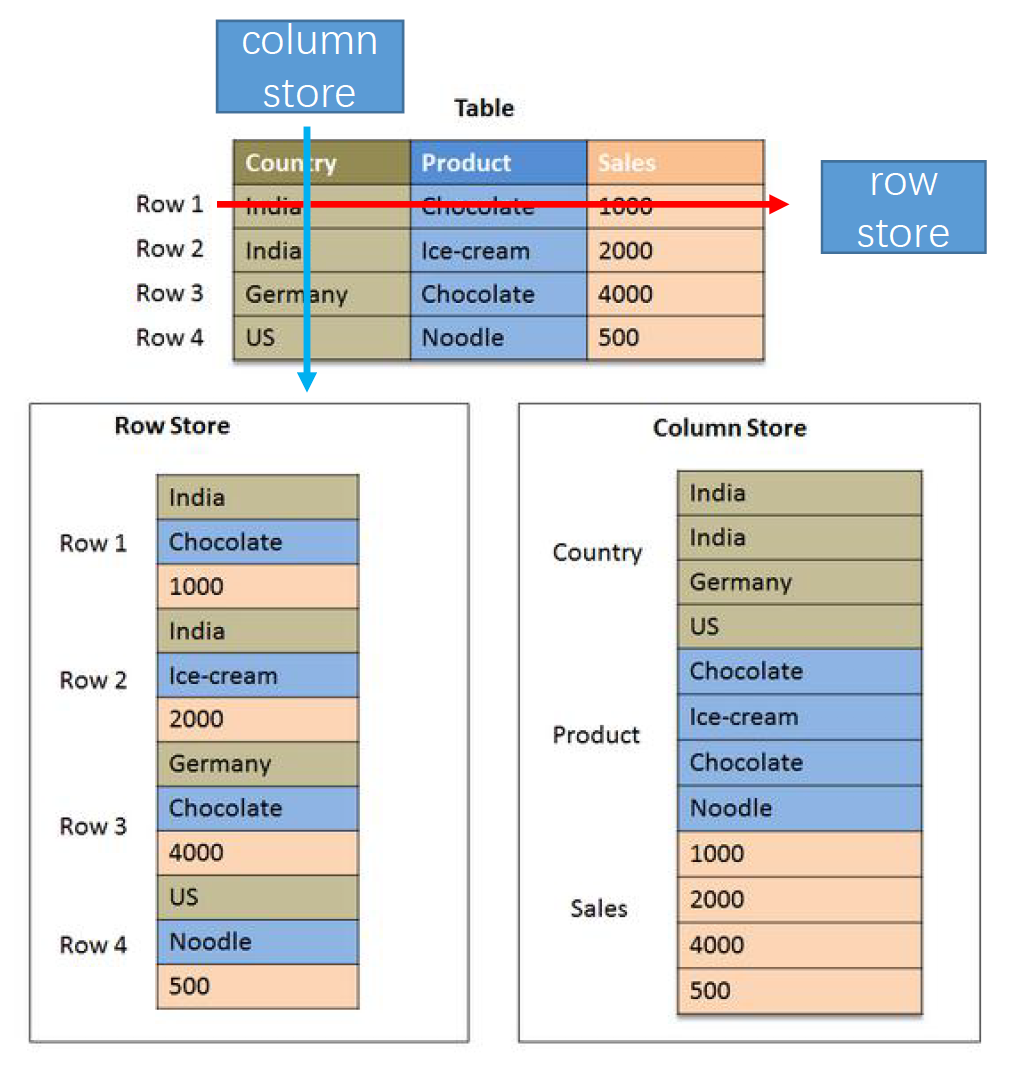 column
store
Table
Country Product Sales
row
store
Row 1 India Chocolate 1000
Row 2 India Ice-cream 2000
Row 3 Germany Chocolate 4000
Row 4 US Noodle 500
Row Store
India
Row 1 Chocolate
1000
India
Row 2 Ice-cream
2000
Germany
Row 3 Chocolate
4000
US
Row 4 Noodle
500
Column Store
Country
India
India
Germany
US
Product
Chocolate
Ice-cream
Chocolate
Noodle
Sales
1000
2000
4000
500